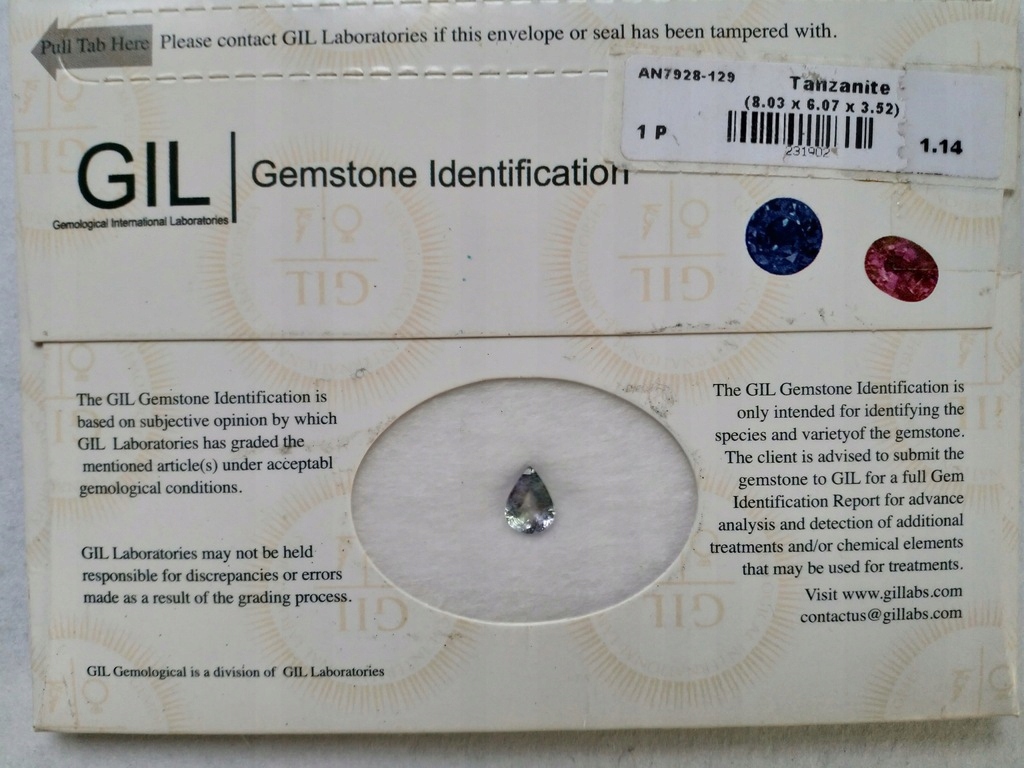 Pull Tab Here Please contact GIL Laboratories if this envelope or seal has been tampered with.
AN7928-129 Tanzanite
(8.03 x 6.07 x 3.52)
1 P
231902
1.14
GIL Gemstone Identification
Gemological International Laboratories
The GIL Gemstone Identification is
based on subjective opinion by which
GIL Laboratories has graded the
mentioned article(s) under acceptabl
gemological conditions.
GIL Laboratories may not be held
responsible for discrepancies or errors
made as a result of the grading process.
The GIL Gemstone Identification is
only intended for identifying the
species and varietyof the gemstone.
The client is advised to submit the
gemstone to GIL for a full Gem
Identification Report for advance
analysis and detection of additional
treatments and/or chemical elements
that may be used for treatments.
Visit www.gillabs.com
contactus@gillabs.com
GIL Gemological is a division of GIL Laboratories